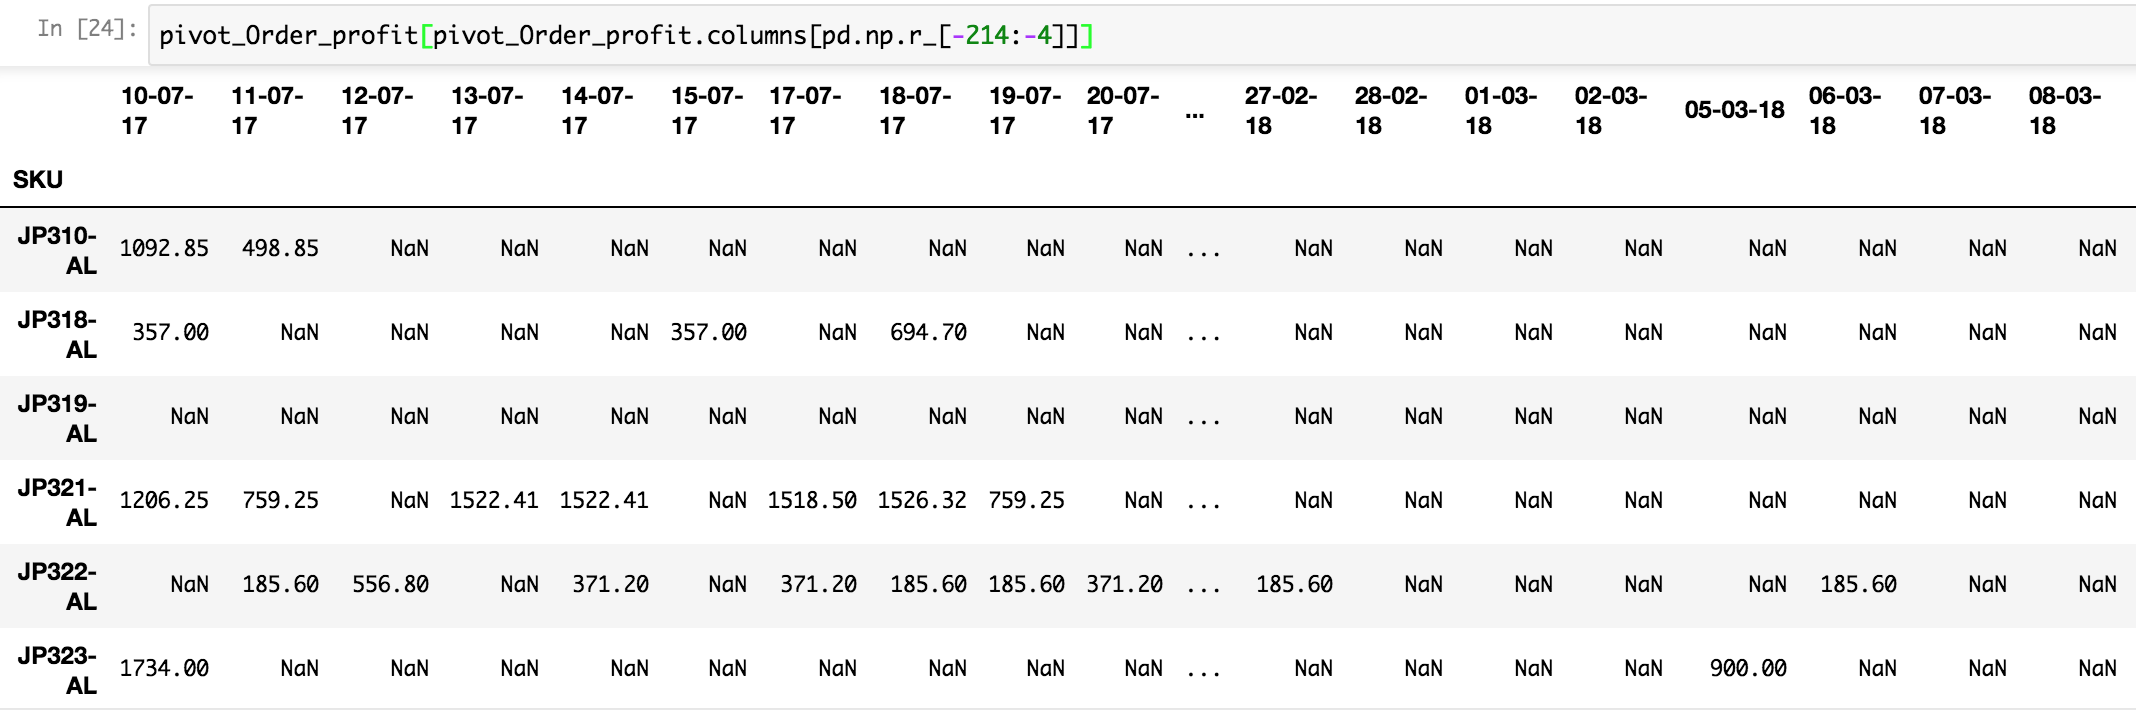 In [24]: pivot_Order_profit[pivot_Order_profit.columns[pd.np.r_[-214:-4]]]
10-07-17 11-07-17 12-07-17 13-07-17 14-07-17 15-07-17 17-07-17 18-07-17 19-07-17 20-07-17 ... 27-02-18 28-02-18 01-03-18 02-03-18 05-03-18 06-03-18 07-03-18 08-03-18
SKU
JP310-AL 1092.85 498.85 NaN NaN NaN NaN NaN NaN NaN NaN ... NaN NaN NaN NaN NaN NaN NaN NaN
JP318-AL 357.00 NaN NaN NaN NaN 357.00 NaN 694.70 NaN NaN ... NaN NaN NaN NaN NaN NaN NaN NaN
JP319-AL NaN NaN NaN NaN NaN NaN NaN NaN NaN NaN ... NaN NaN NaN NaN NaN NaN NaN NaN
JP321-AL 1206.25 759.25 NaN 1522.41 1522.41 NaN 1518.50 1526.32 759.25 NaN ... NaN NaN NaN NaN NaN NaN NaN NaN
JP322-AL NaN 185.60 556.80 NaN 371.20 NaN 371.20 185.60 185.60 371.20 ... 185.60 NaN NaN NaN NaN 185.60 NaN NaN
JP323-AL 1734.00 NaN NaN NaN NaN NaN NaN NaN NaN NaN ... NaN NaN NaN NaN 900.00 NaN NaN NaN